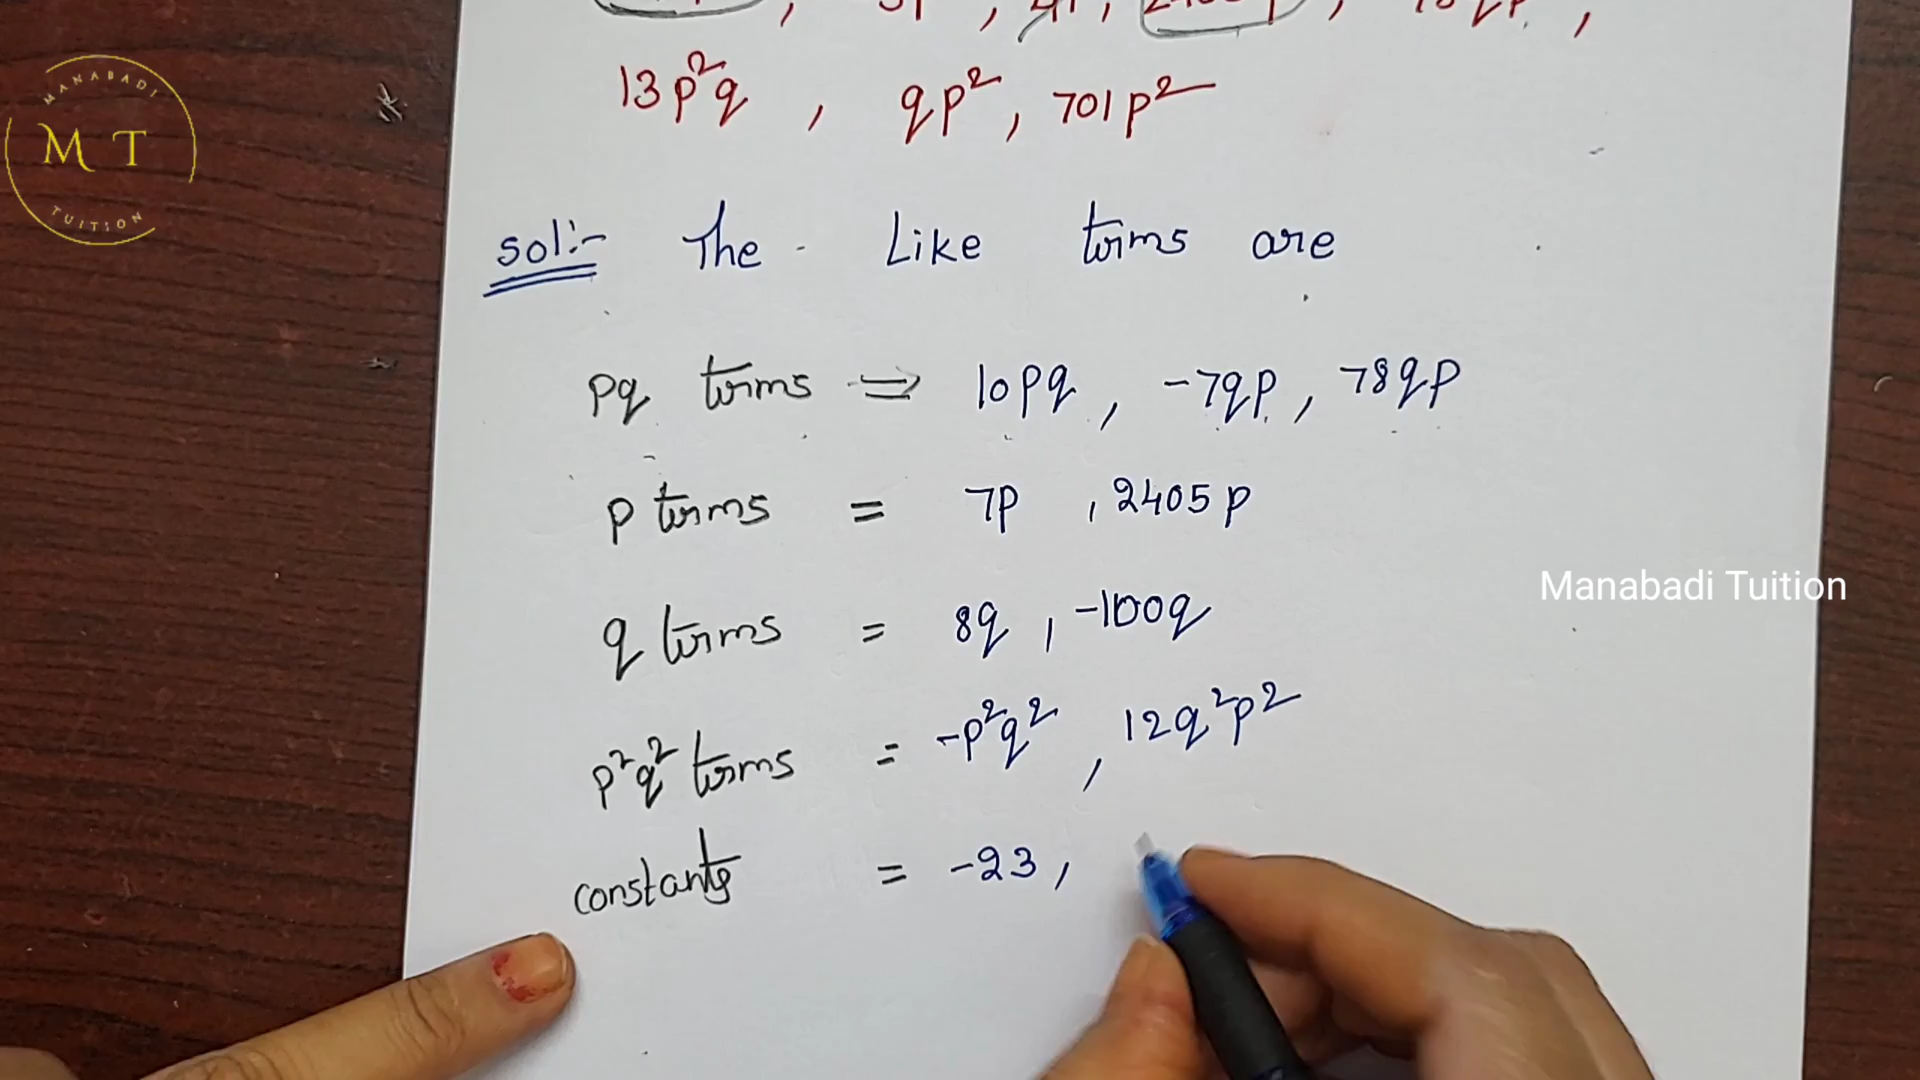 MANABADI
M T
TUITION
13p²q , qp² , 701p²
Sol:- The Like terms are
pq terms ⇒ 10pq , -7qp , 78qp
p terms = 7p , 2405p
q terms = 8q , -100q
p²q² terms = -p²q² , 12q²p²
constants = -23 ,
Manabadi Tuition